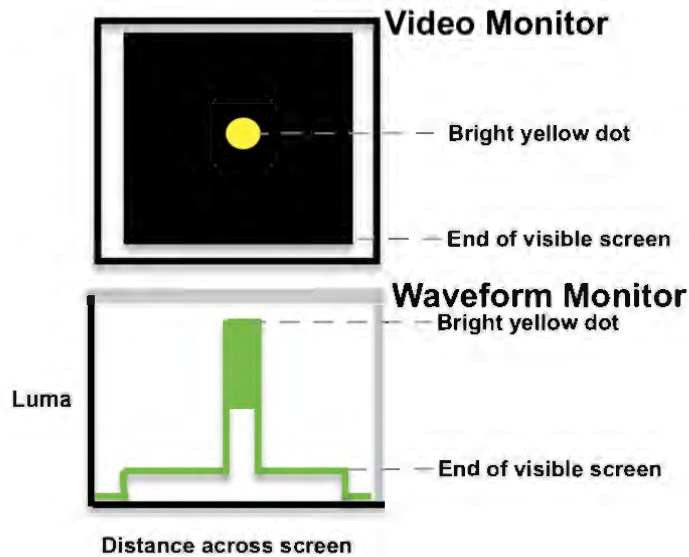 Video Monitor
Bright yellow dot
End of visible screen
Waveform Monitor
Bright yellow dot
Luma
End of visible screen
Distance across screen